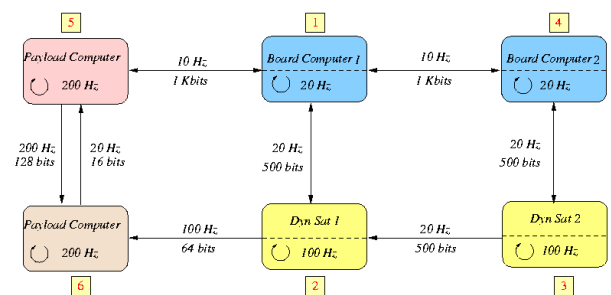 5
1
4
Payload Computer
200 Hz
10 Hz
1 Kbits
Board Computer 1
20 Hz
10 Hz
1 Kbits
Board Computer 2
20 Hz
200 Hz
128 bits
20 Hz
16 bits
20 Hz
500 bits
20 Hz
500 bits
Payload Computer
200 Hz
100 Hz
64 bits
Dyn Sat 1
100 Hz
20 Hz
500 bits
Dyn Sat 2
100 Hz
6
2
3